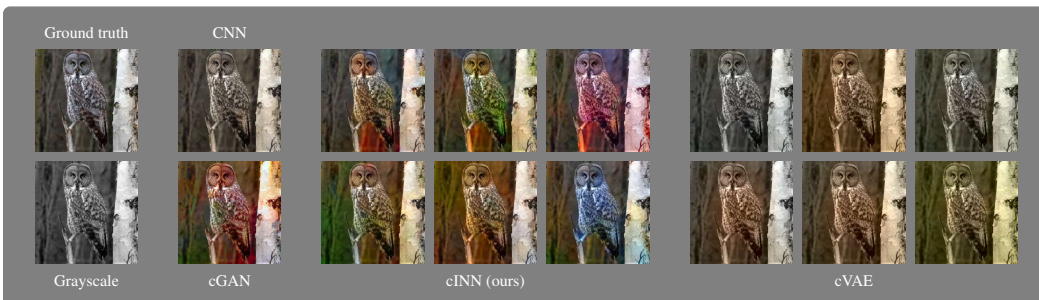 Ground truth
CNN
Grayscale
cGAN
cINN (ours)
cVAE